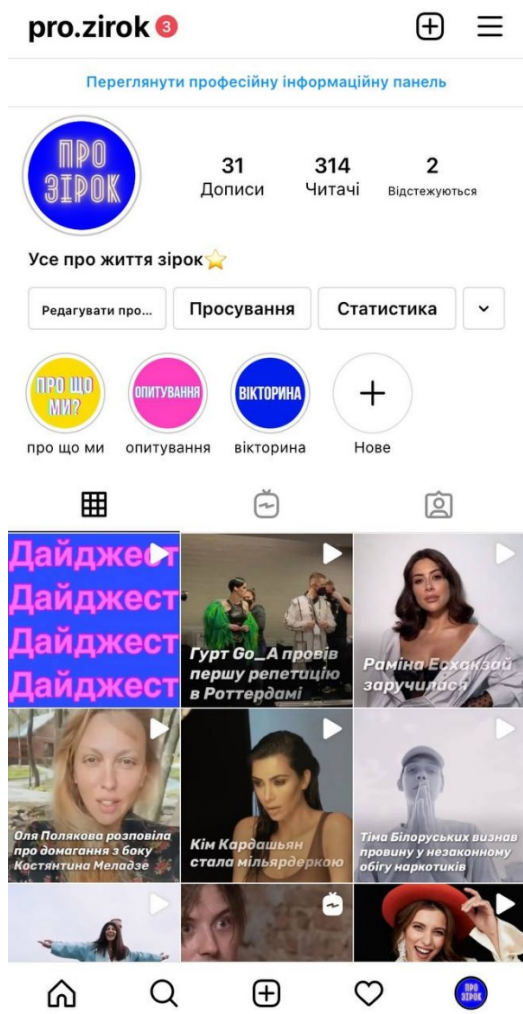 pro.zirok 3
Переглянути професійну інформаційну панель
ПРО
ЗІРОК
31
314
2
Дописи
Читачі
Відстежуються
Усе про життя зірок
Редагувати про...
Просування
Статистика
ПРО ЩО
МИ?
ОПИТУВАННЯ
ВІКТОРИНА
про що ми
опитування
вікторина
Нове
Дайджест
Дайджест
Дайджест
Дайджест
Гурт Go_A провів
першу репетицію
в Роттердамі
Раміна Есхакзай
заручилася
Оля Полякова розповіла
про домагання з боку
Костянтина Меладзе
Кім Кардашьян
стала мільярдеркою
Тіма Білоруських визнав
провину у незаконному
обігу наркотиків
ПРО
ЗІРОК